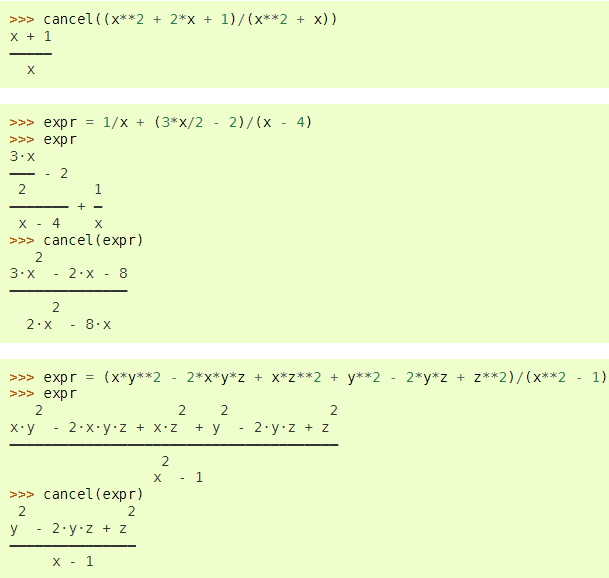 >>> cancel((x**2 + 2*x + 1)/(x**2 + x))
x + 1
─────
  x
>>> expr = 1/x + (3*x/2 - 2)/(x - 4)
>>> expr
3⋅x
─── - 2
 2        1
─────── + ─
 x - 4    x
>>> cancel(expr)
   2
3⋅x  - 2⋅x - 8
──────────────
     2
  2⋅x  - 8⋅x
>>> expr = (x*y**2 - 2*x*y*z + x*z**2 + y**2 - 2*y*z + z**2)/(x**2 - 1)
>>> expr
   2                2    2            2
x⋅y  - 2⋅x⋅y⋅z + x⋅z  + y  - 2⋅y⋅z + z
───────────────────────────────────────
                  2
                 x  - 1
>>> cancel(expr)
 2            2
y  - 2⋅y⋅z + z
───────────────
     x - 1